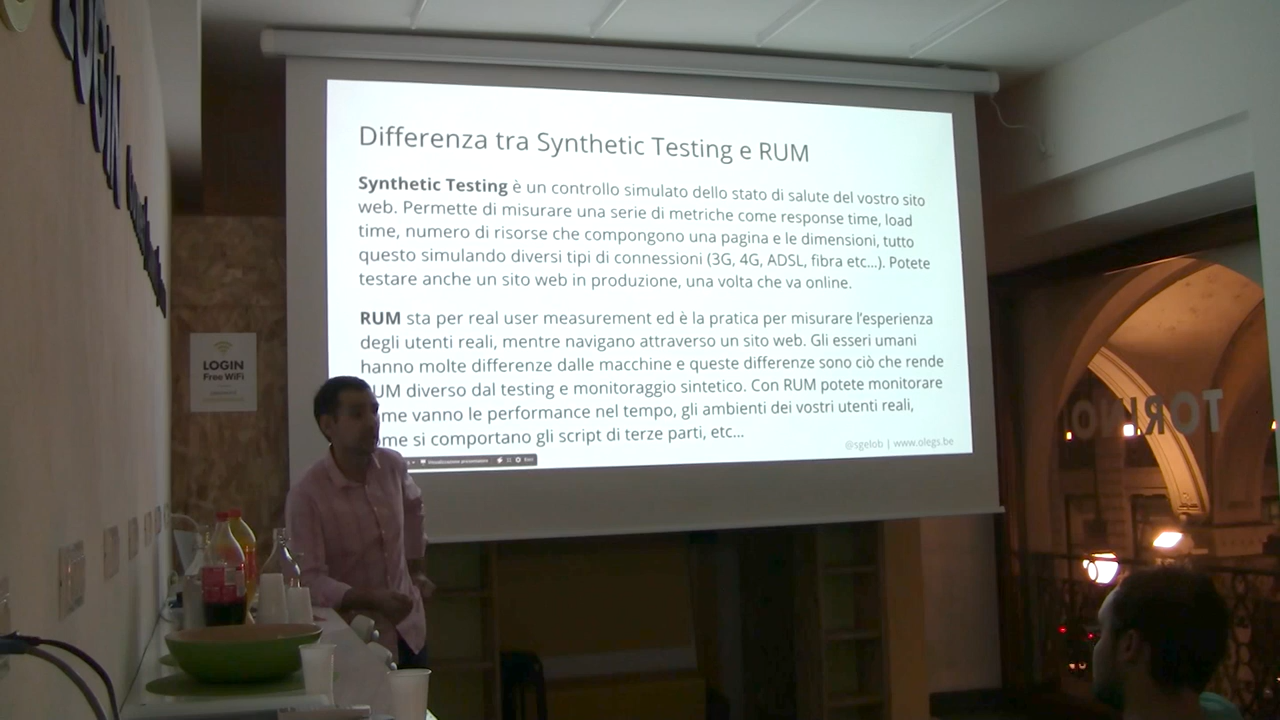 LOGIN
Differenza tra Synthetic Testing e RUM
Synthetic Testing è un controllo simulato dello stato di salute del vostro sito
web. Permette di misurare una serie di metriche come response time, load
time, numero di risorse che compongono una pagina e le dimensioni, tutto
questo simulando diversi tipi di connessioni (3G, 4G, ADSL, fibra etc...). Potete
testare anche un sito web in produzione, una volta che va online.
RUM sta per real user measurement ed è la pratica per misurare l'esperienza
degli utenti reali, mentre navigano attraverso un sito web. Gli esseri umani
hanno molte differenze dalle macchine e queste differenze sono ciò che rende
diverso dal testing e monitoraggio sintetico. Con RUM potete monitorare
vanno le performance nel tempo, gli ambienti dei vostri utenti reali,
si comportano gli script di terze parti, etc...
@sgelob | www.olegs.be
LOGIN
Free WiFi
TORINO